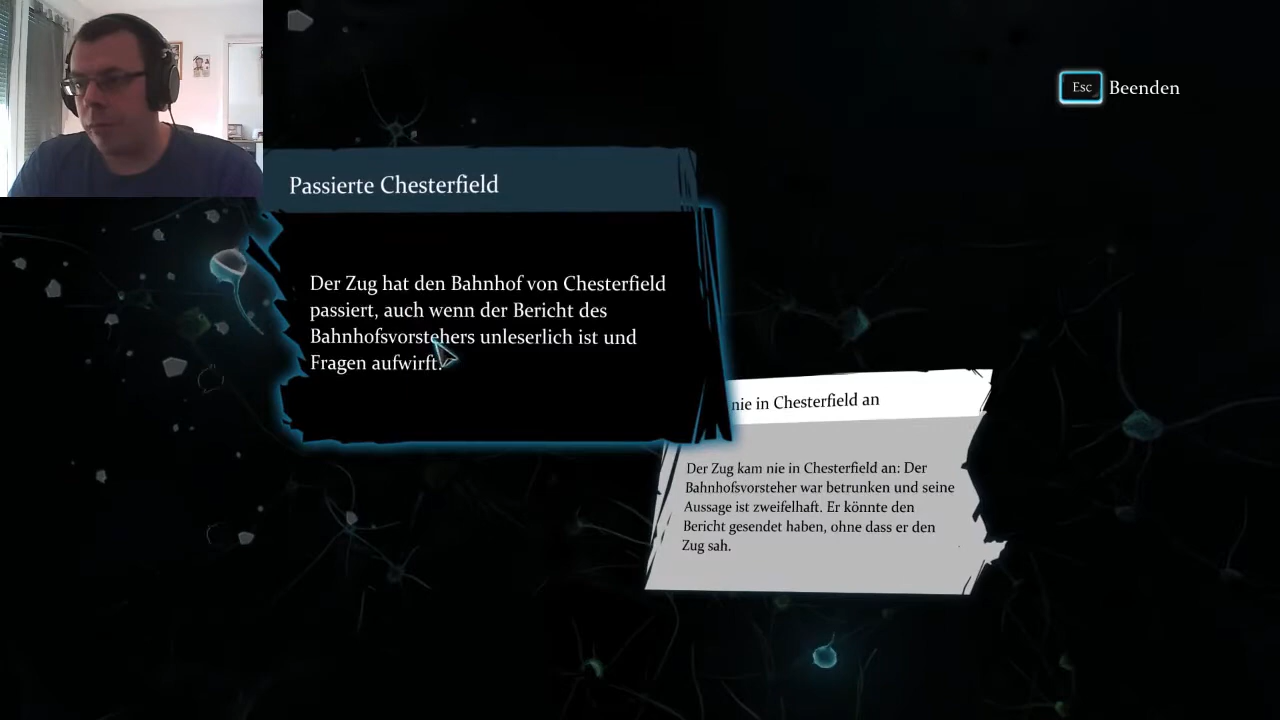 Esc Beenden
Passierte Chesterfield
Der Zug hat den Bahnhof von Chesterfield
passiert, auch wenn der Bericht des
Bahnhofsvorstehers unleserlich ist und
Fragen aufwirft.
nie in Chesterfield an
Der Zug kam nie in Chesterfield an: Der
Bahnhofsvorsteher war betrunken und seine
Aussage ist zweifelhaft. Er könnte den
Bericht gesendet haben, ohne dass er den
Zug sah.